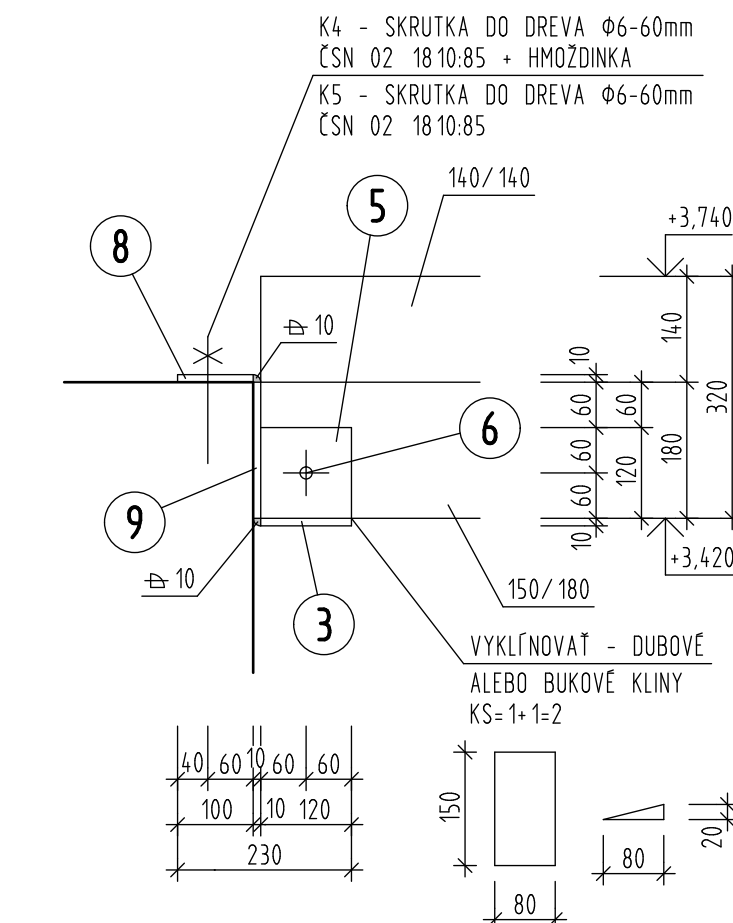 K4 - SKRUTKA DO DREVA Φ6-60mm
ČSN 02 1810:85 + HMOŽDINKA
K5 - SKRUTKA DO DREVA Φ6-60mm
ČSN 02 1810:85
140/140
5
+3,740
8
10
140
10
320
60
60
6
60
180
120
9
60
10
10
+3,420
150/180
3
VYKLÍNOVAŤ - DUBOVÉ
ALEBO BUKOVÉ KLINY
KS=1+1=2
40 60 10 60 60
100 10 120
230
150
20
80
80